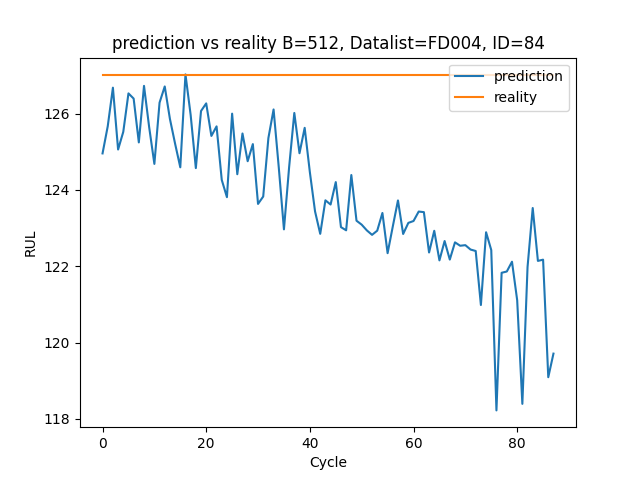 prediction vs reality B=512, Datalist=FD004, ID=84
prediction
reality
126
124
122
120
118
RUL
0 20 40 60 80
Cycle